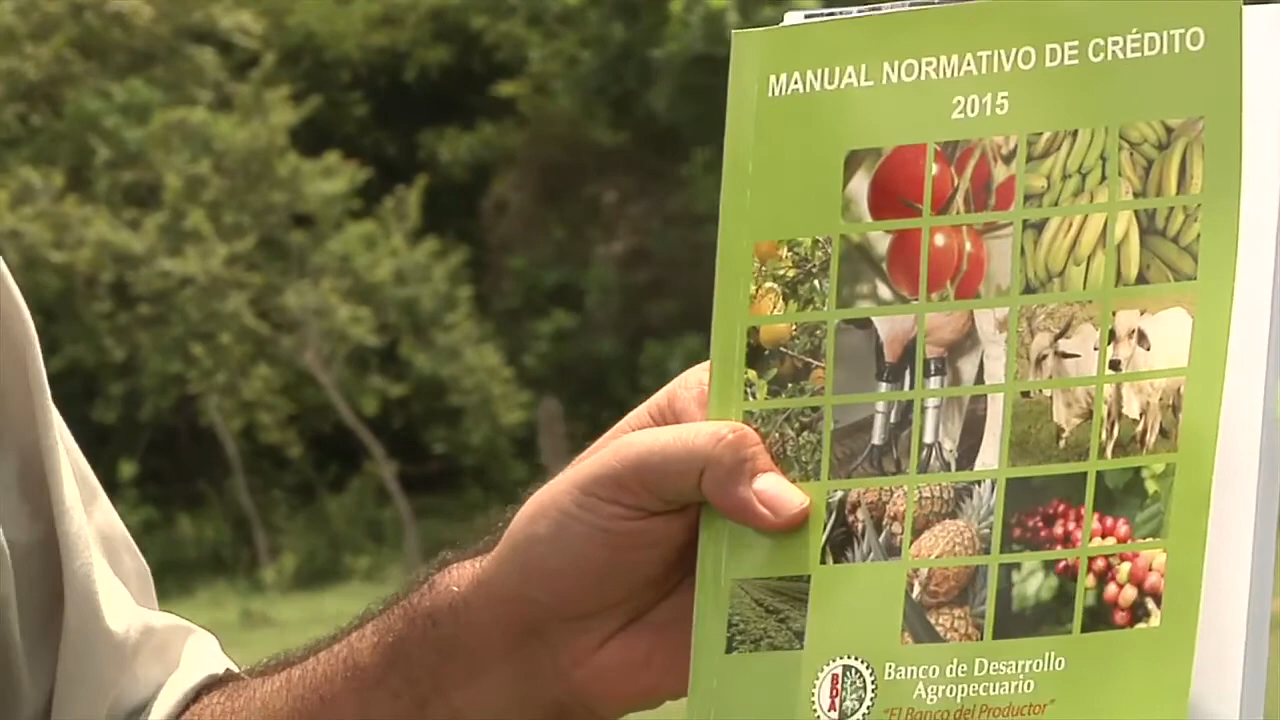 MANUAL NORMATIVO DE CRÉDITO
2015
BDA
Banco de Desarrollo
Agropecuario
"El Banco del Productor"